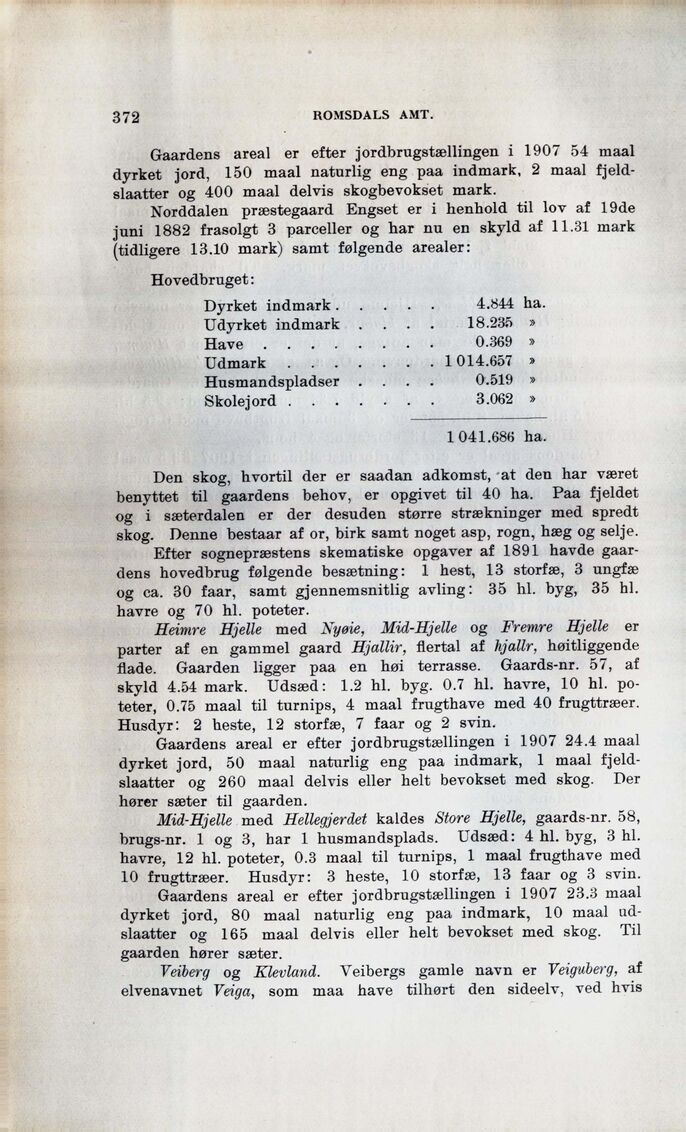 372
ROMSDALS AMT.
Gaardens areal er efter jordbrugstællingen i 1907 54 maal
dyrket jord, 150 maal naturlig eng paa indmark, 2 maal fjeld-
slaatter og 400 maal delvis skogbevokset mark.
Norddalen præstegaard Engset er i henhold til lov af 19de
juni 1882 frasolgt 3 parceller og har nu en skyld af 11.31 mark
(tidligere 13.10 mark) samt følgende arealer:
Hovedbruget:
Dyrket indmark . . . . . 4.844 ha.
Udyrket indmark . . . . 18.235 »
Have . . . . . . . . 0.369 »
Udmark . . . . . . . 1 014.657 »
Husmandspladser . . . . 0.519 »
Skolejord . . . . . . . 3.062 »
1 041.686 ha.
Den skog, hvortil der er saadan adkomst, at den har været
benyttet til gaardens behov, er opgivet til 40 ha. Paa fjeldet
og i sæterdalen er der desuden større strækninger med spredt
skog. Denne bestaar af or, birk samt noget asp, rogn, hæg og selje.
Efter sognepræstens skematiske opgaver af 1891 havde gaar-
dens hovedbrug følgende besætning: 1 hest, 13 storfæ, 3 ungfæ
og ca. 30 faar, samt gjennemsnitlig avling: 35 hl. byg, 35 hl.
havre og 70 hl. poteter.
Heimre Hjelle med Nyøie, Mid-Hjelle og Fremre Hjelle er
parter af en gammel gaard Hjallir, flertal af hjallr, høitliggende
flade. Gaarden ligger paa en høi terrasse. Gaards-nr. 57, af
skyld 4.54 mark. Udsæd: 1.2 hl. byg. 0.7 hl. havre, 10 hl. po-
teter, 0.75 maal til turnips, 4 maal frugthave med 40 frugttræer.
Husdyr: 2 heste, 12 storfæ, 7 faar og 2 svin.
Gaardens areal er efter jordbrugstællingen i 1907 24.4 maal
dyrket jord, 50 maal naturlig eng paa indmark, 1 maal fjeld-
slaatter og 260 maal delvis eller helt bevokset med skog. Der
hører sæter til gaarden.
Mid-Hjelle med Hellegjerdet kaldes Store Hjelle, gaards-nr. 58,
brugs-nr. 1 og 3, har 1 husmandsplads. Udsæd: 4 hl. byg, 3 hl.
havre, 12 hl. poteter, 0.3 maal til turnips, 1 maal frugthave med
10 frugttræer. Husdyr: 3 heste, 10 storfæ, 13 faar og 3 svin.
Gaardens areal er efter jordbrugstællingen i 1907 23.3 maal
dyrket jord, 80 maal naturlig eng paa indmark, 10 maal ud-
slaatter og 165 maal delvis eller helt bevokset med skog. Til
gaarden hører sæter.
Veiberg og Klevland. Veibergs gamle navn er Veiguberg, af
elvenavnet Veiga, som maa have tilhørt den sideelv, ved hvis